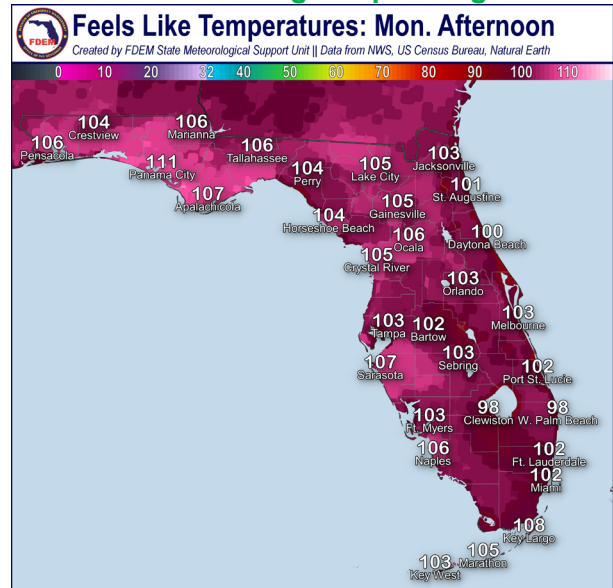 FDEM
Feels Like Temperatures: Mon. Afternoon
Created by FDEM State Meteorological Support Unit || Data from NWS, US Census Bureau, Natural Earth
0 10 20 32 40 50 60 70 80 90 100 110
104
Crestview
106
Marianna
106
Pensacola
111
Panama City
106
Tallahassee
107
Apalachicola
104
Perry
105
Lake City
103
Jacksonville
101
St. Augustine
105
Gainesville
104
Horseshoe Beach
106
Ocala
100
Daytona Beach
105
Crystal River
103
Orlando
103
Melbourne
103
Tampa
102
Bartow
107
Sarasota
103
Sebring
102
Port St. Lucie
103
Ft. Myers
98
Clewiston
98
W. Palm Beach
106
Naples
102
Ft. Lauderdale
102
Miami
108
Key Largo
105
Marathon
103
Key West